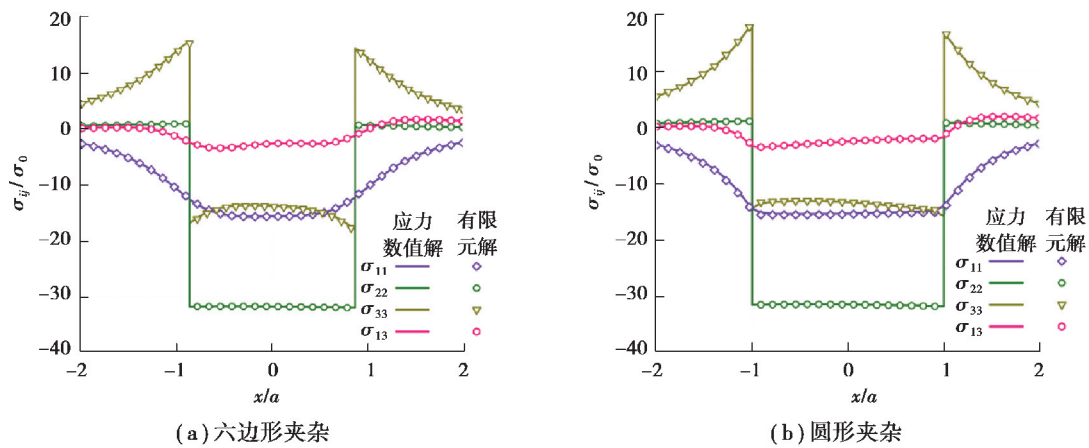 20
10
0
−10
−20
−30
−40
σij/σ0
应力 有限
数值解 元解
σ11
σ22
σ33
σ13
−2 −1 0 1 2
x/a
(a)六边形夹杂
20
10
0
−10
−20
−30
−40
σij/σ0
应力 有限
数值解 元解
σ11
σ22
σ33
σ13
−2 −1 0 1 2
x/a
(b)圆形夹杂